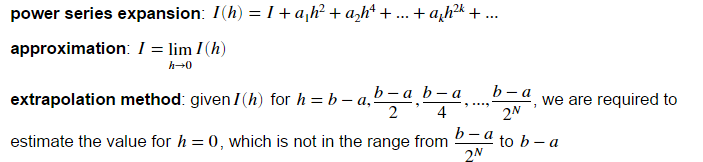 power series expansion: I(h) = I + a₁h² + a₂h⁴ + ... + aₖh²ᵏ + ...
approximation: I = lim I(h)
h→0
extrapolation method: given I(h) for h = b − a, (b − a)/2, (b − a)/4, ..., (b − a)/2ᴺ, we are required to
estimate the value for h = 0, which is not in the range from (b − a)/2ᴺ to b − a